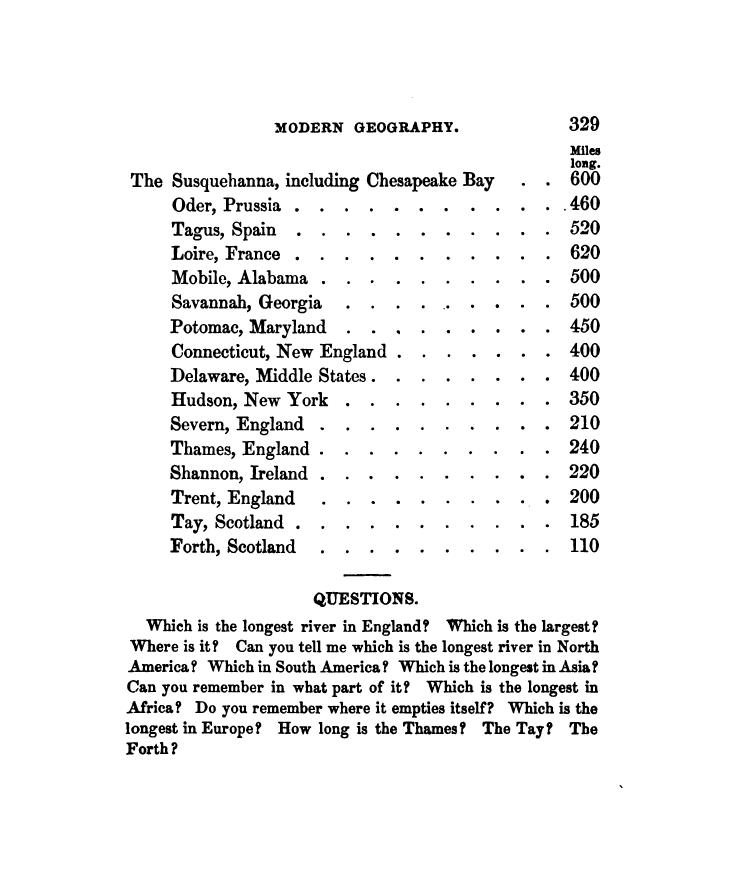 MODERN GEOGRAPHY. 329
Miles
long.
The Susquehanna, including Chesapeake Bay . . 600
Oder, Prussia . . . . . . . . . . . . 460
Tagus, Spain . . . . . . . . . . . 520
Loire, France . . . . . . . . . . . 620
Mobile, Alabama . . . . . . . . . . 500
Savannah, Georgia . . . . . . . . . 500
Potomac, Maryland . . . . . . . . . 450
Connecticut, New England . . . . . . . 400
Delaware, Middle States . . . . . . . . 400
Hudson, New York . . . . . . . . . 350
Severn, England . . . . . . . . . . 210
Thames, England . . . . . . . . . . 240
Shannon, Ireland . . . . . . . . . . 220
Trent, England . . . . . . . . . . 200
Tay, Scotland . . . . . . . . . . . 185
Forth, Scotland . . . . . . . . . . 110
QUESTIONS.
Which is the longest river in England? Which is the largest?
Where is it? Can you tell me which is the longest river in North
America? Which in South America? Which is the longest in Asia?
Can you remember in what part of it? Which is the longest in
Africa? Do you remember where it empties itself? Which is the
longest in Europe? How long is the Thames? The Tay? The
Forth?